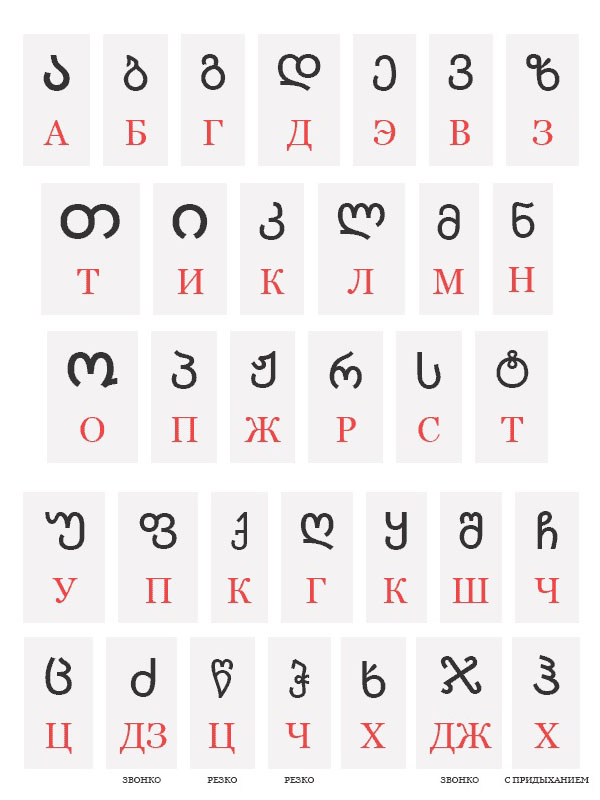 ა ბ გ დ ე ვ ზ
А Б Г Д Э В З
თ ი კ ლ მ ნ
Т И К Л М Н
ო პ ჟ რ ს ტ
О П Ж Р С Т
უ ფ ქ ღ ყ შ ჩ
У П К Г К Ш Ч
ც ძ წ ჭ ხ ჯ ჰ
Ц ДЗ Ц Ч Х ДЖ Х
ЗВОНКО РЕЗКО РЕЗКО ЗВОНКО С ПРИДЫХАНИЕМ